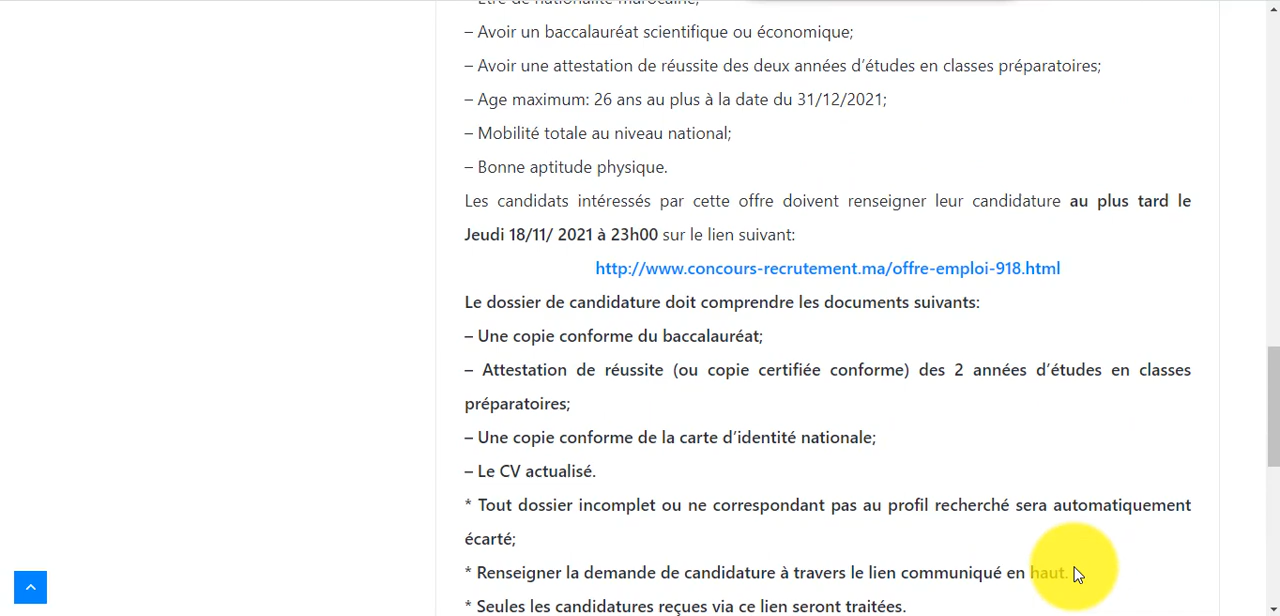 – Etre de nationalité marocaine;
– Avoir un baccalauréat scientifique ou économique;
– Avoir une attestation de réussite des deux années d’études en classes préparatoires;
– Age maximum: 26 ans au plus à la date du 31/12/2021;
– Mobilité totale au niveau national;
– Bonne aptitude physique.
Les candidats intéressés par cette offre doivent renseigner leur candidature au plus tard le
Jeudi 18/11/ 2021 à 23h00 sur le lien suivant:
http://www.concours-recrutement.ma/offre-emploi-918.html
Le dossier de candidature doit comprendre les documents suivants:
– Une copie conforme du baccalauréat;
– Attestation de réussite (ou copie certifiée conforme) des 2 années d’études en classes
préparatoires;
– Une copie conforme de la carte d’identité nationale;
– Le CV actualisé.
* Tout dossier incomplet ou ne correspondant pas au profil recherché sera automatiquement
écarté;
* Renseigner la demande de candidature à travers le lien communiqué en haut.
* Seules les candidatures reçues via ce lien seront traitées.